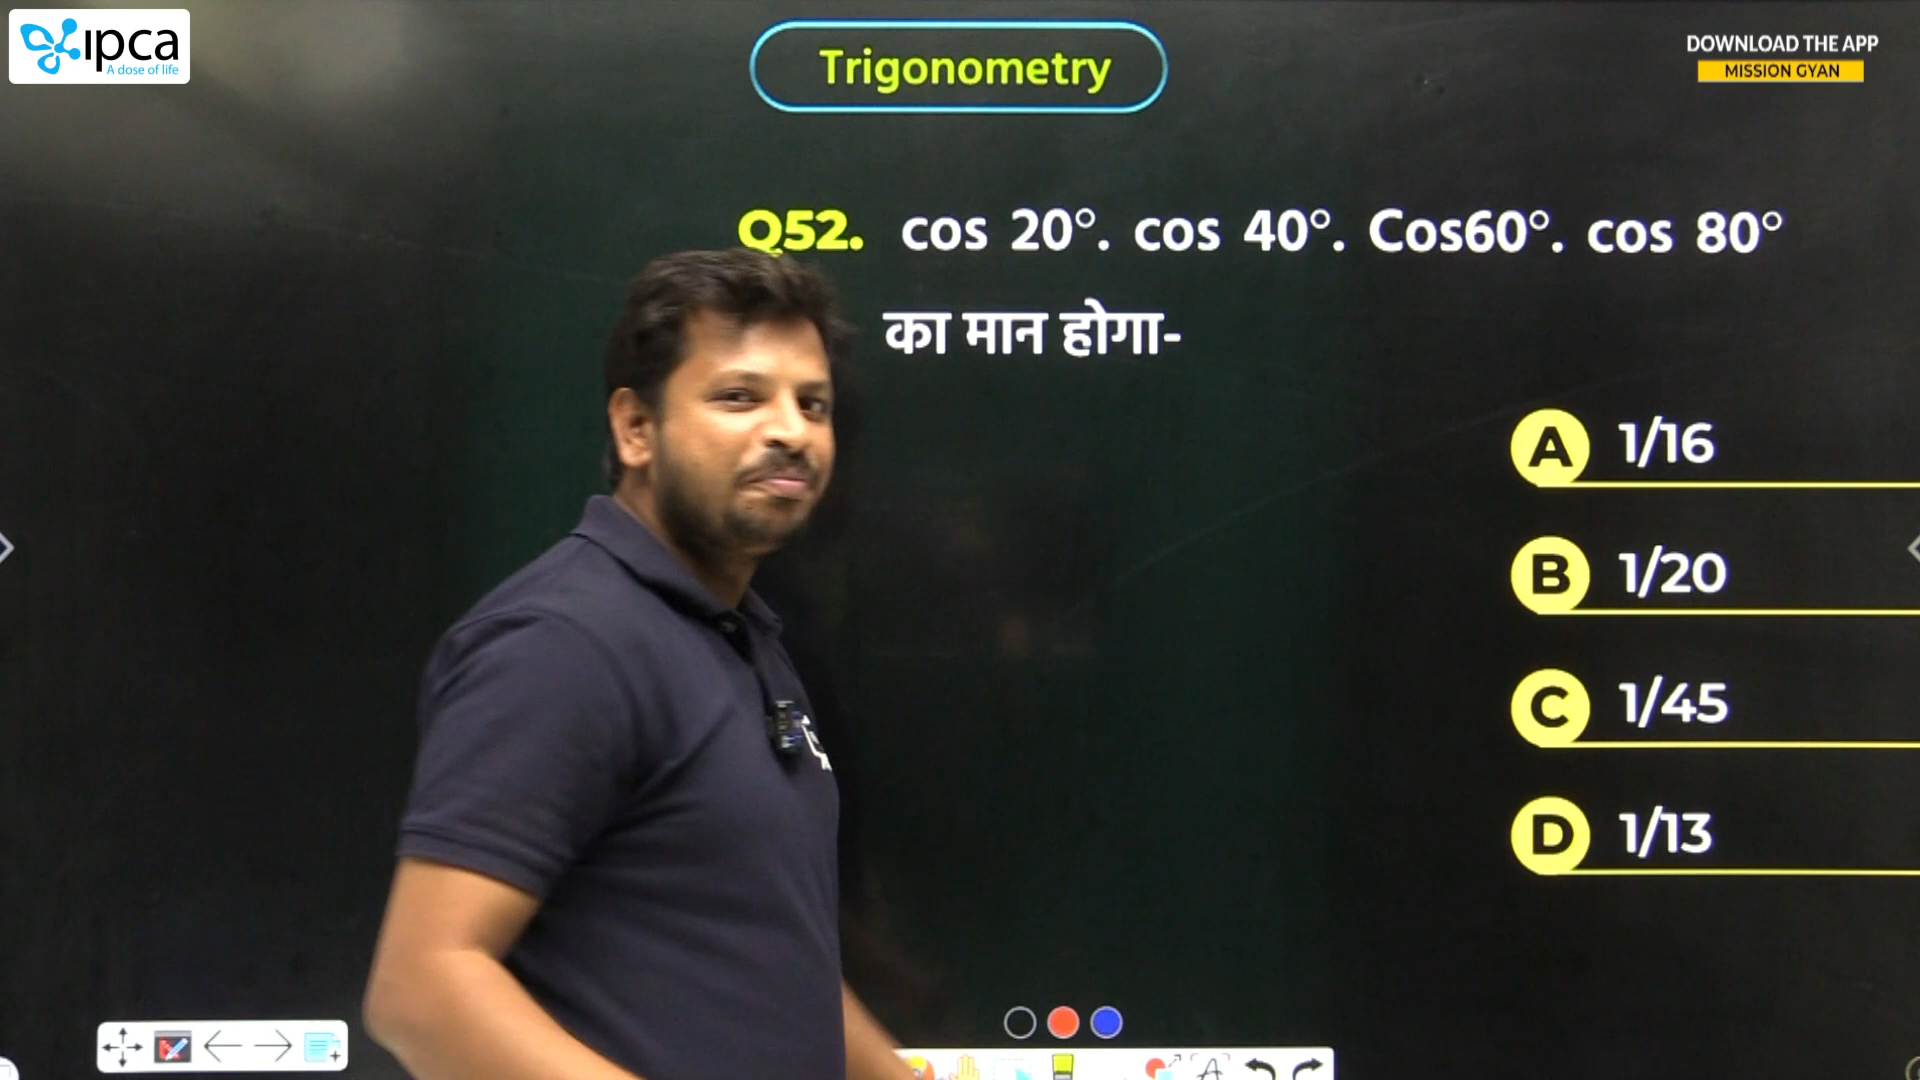 ipca
A dose of life
Trigonometry
DOWNLOAD THE APP
MISSION GYAN
Q52. cos 20°. cos 40°. Cos60°. cos 80°
का मान होगा-
A 1/16
B 1/20
C 1/45
D 1/13